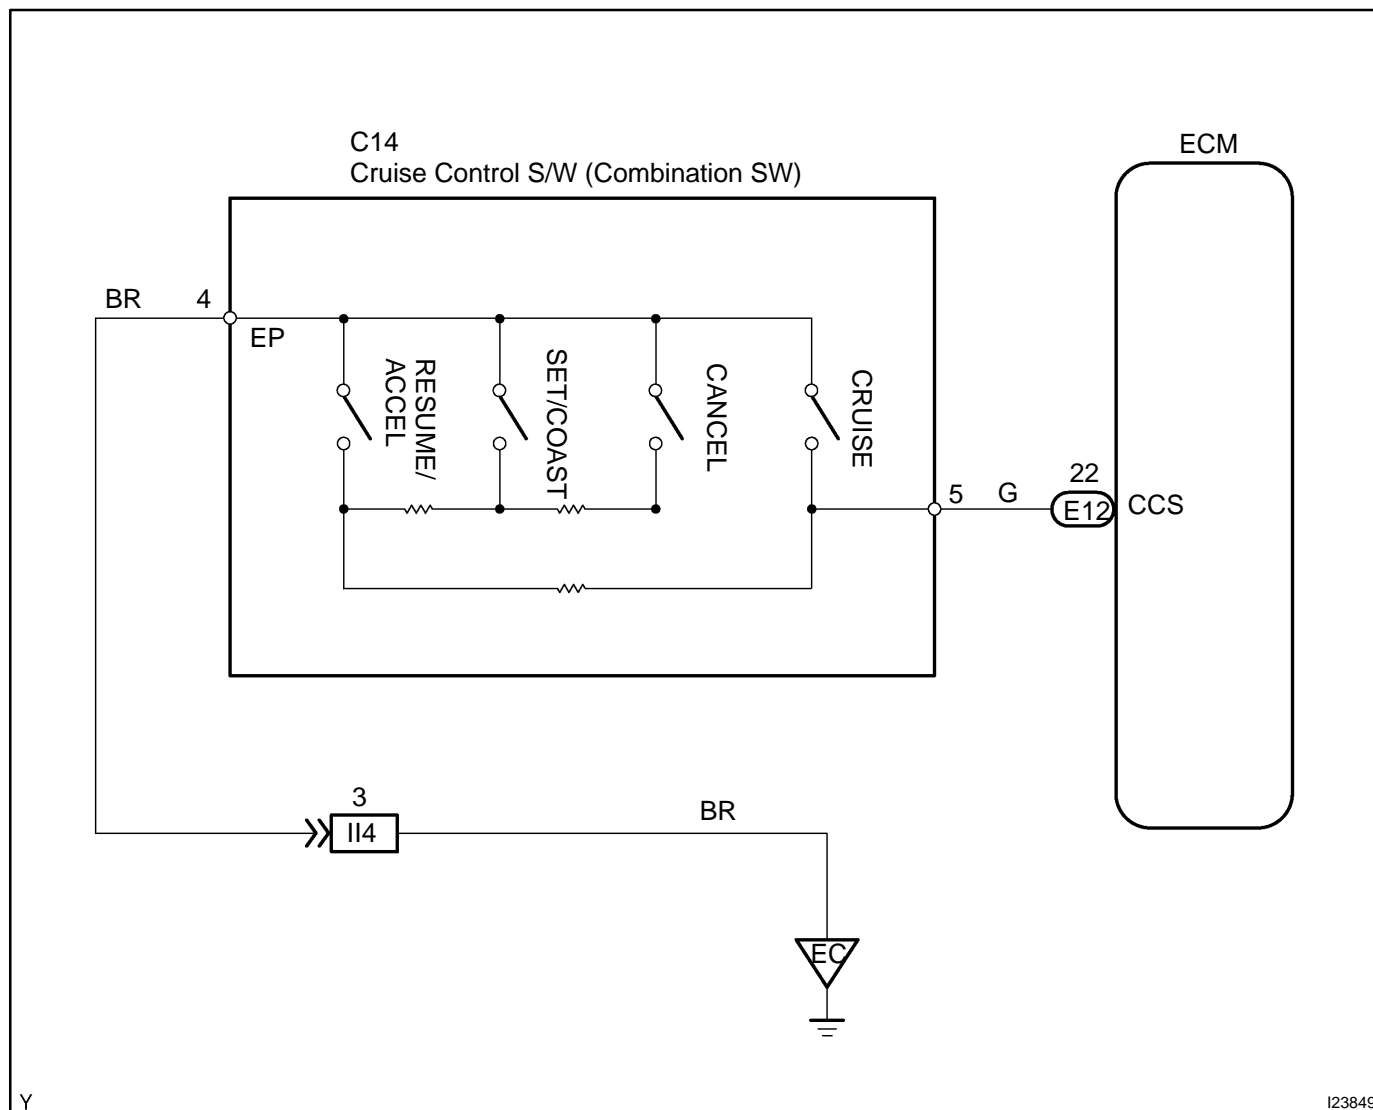 C14
Cruise Control S/W (Combination SW)
ECM
BR
4
EP
RESUME/
ACCEL
SET/COAST
CANCEL
CRUISE
5
G
22
E12
CCS
3
II4
BR
EC
Y
I23849